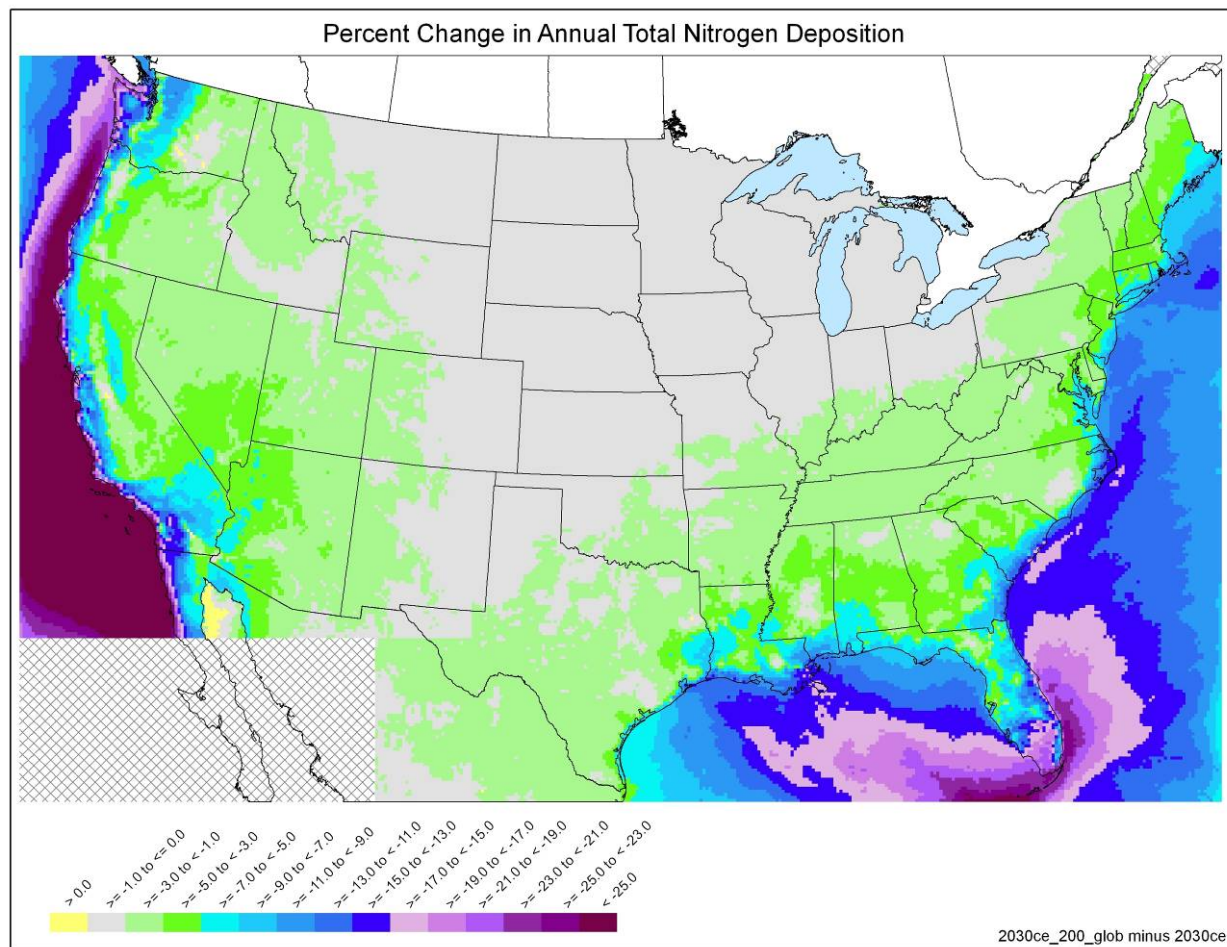 Percent Change in Annual Total Nitrogen Deposition
> 0.0
>= -1.0 to <= 0.0
>= -3.0 to < -1.0
>= -5.0 to < -3.0
>= -7.0 to < -5.0
>= -9.0 to < -7.0
>= -11.0 to < -9.0
>= -13.0 to < -11.0
>= -15.0 to < -13.0
>= -17.0 to < -15.0
>= -19.0 to < -17.0
>= -21.0 to < -19.0
>= -23.0 to < -21.0
>= -25.0 to < -23.0
< -25.0
2030ce_200_glob minus 2030ce